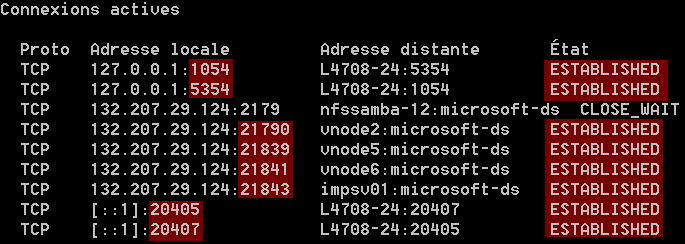 Connexions actives
Proto Adresse locale Adresse distante État
TCP 127.0.0.1:1054 L4708-24:5354 ESTABLISHED
TCP 127.0.0.1:5354 L4708-24:1054 ESTABLISHED
TCP 132.207.29.124:2179 nfssamba-12:microsoft-ds CLOSE_WAIT
TCP 132.207.29.124:21790 vnode2:microsoft-ds ESTABLISHED
TCP 132.207.29.124:21839 vnode5:microsoft-ds ESTABLISHED
TCP 132.207.29.124:21841 vnode6:microsoft-ds ESTABLISHED
TCP 132.207.29.124:21843 impsv01:microsoft-ds ESTABLISHED
TCP [::1]:20405 L4708-24:20407 ESTABLISHED
TCP [::1]:20407 L4708-24:20405 ESTABLISHED